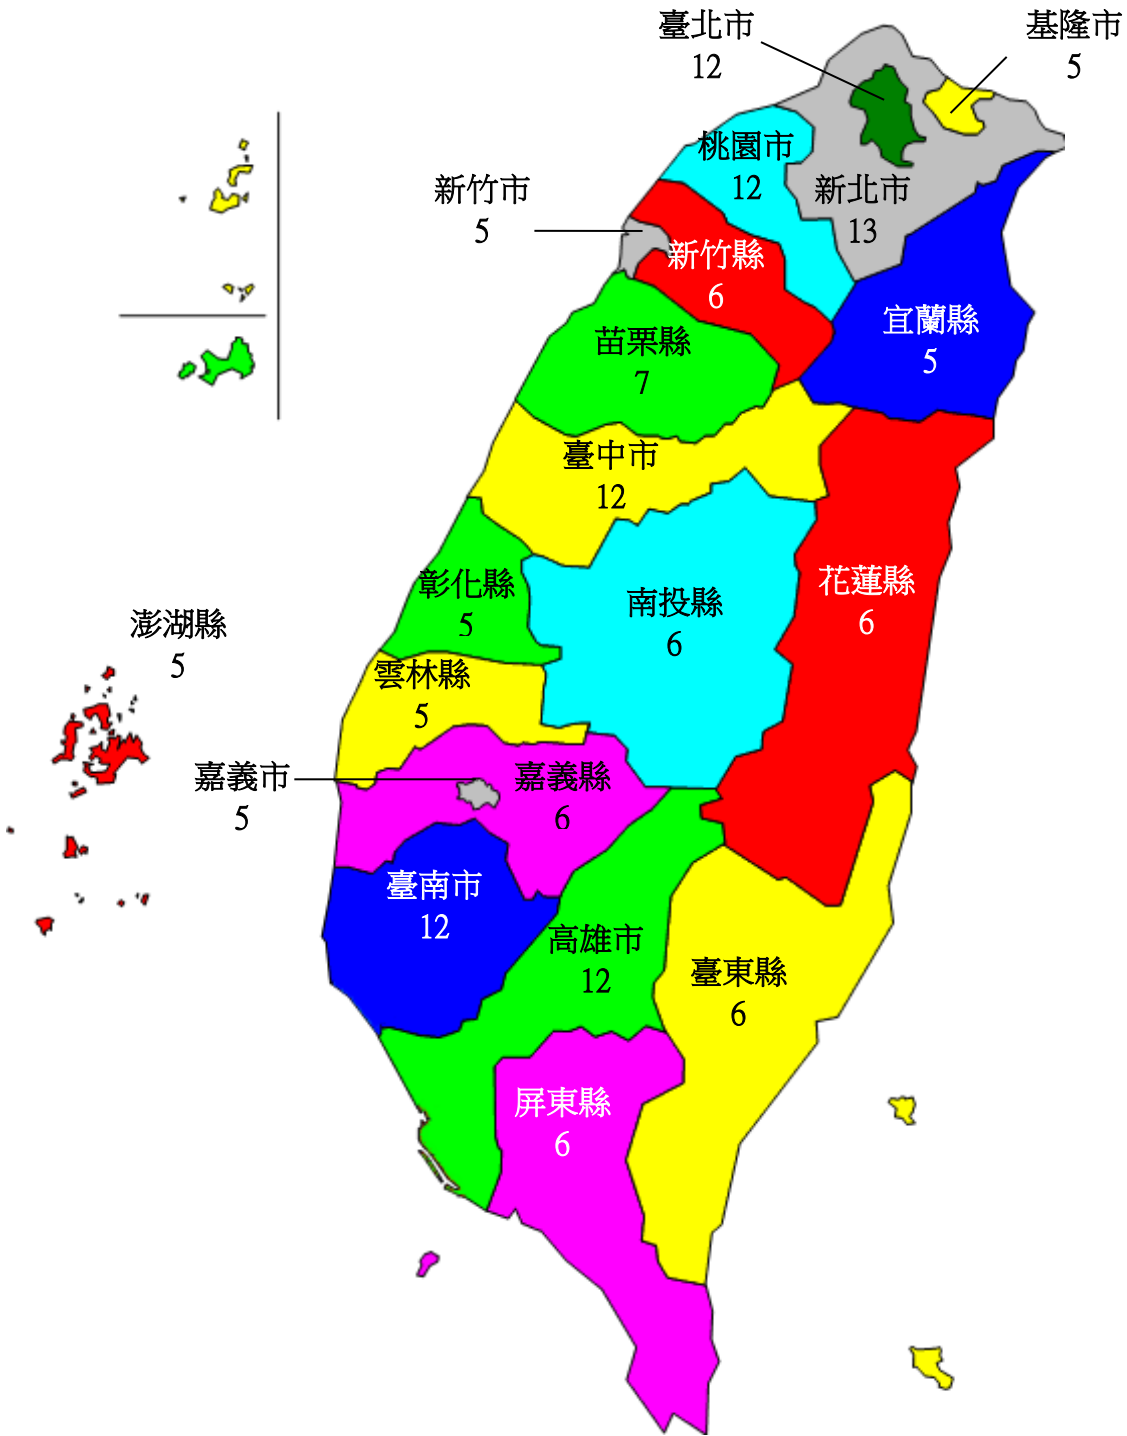 臺北市
12
基隆市
5
桃園市
12
新北市
13
新竹市
5
新竹縣
6
宜蘭縣
5
苗栗縣
7
臺中市
12
彰化縣
5
南投縣
6
花蓮縣
6
澎湖縣
5
雲林縣
5
嘉義市
5
嘉義縣
6
臺南市
12
高雄市
12
臺東縣
6
屏東縣
6